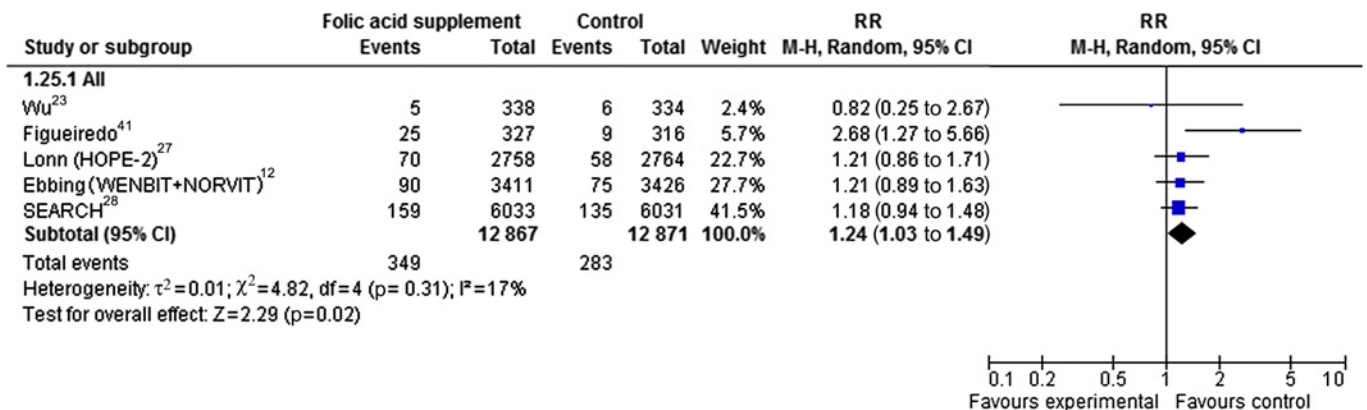 Folic acid supplement Control RR RR
Study or subgroup Events Total Events Total Weight M-H, Random, 95% CI M-H, Random, 95% CI
1.25.1 All
Wu²³ 5 338 6 334 2.4% 0.82 (0.25 to 2.67)
Figueiredo⁴¹ 25 327 9 316 5.7% 2.68 (1.27 to 5.66)
Lonn (HOPE-2)²⁷ 70 2758 58 2764 22.7% 1.21 (0.86 to 1.71)
Ebbing (WENBIT+NORVIT)¹² 90 3411 75 3426 27.7% 1.21 (0.89 to 1.63)
SEARCH²⁸ 159 6033 135 6031 41.5% 1.18 (0.94 to 1.48)
Subtotal (95% CI) 12 867 12 871 100.0% 1.24 (1.03 to 1.49)
Total events 349 283
Heterogeneity: τ²=0.01; χ²=4.82, df=4 (p= 0.31); I²=17%
Test for overall effect: Z=2.29 (p=0.02)
0.1 0.2 0.5 1 2 5 10
Favours experimental Favours control